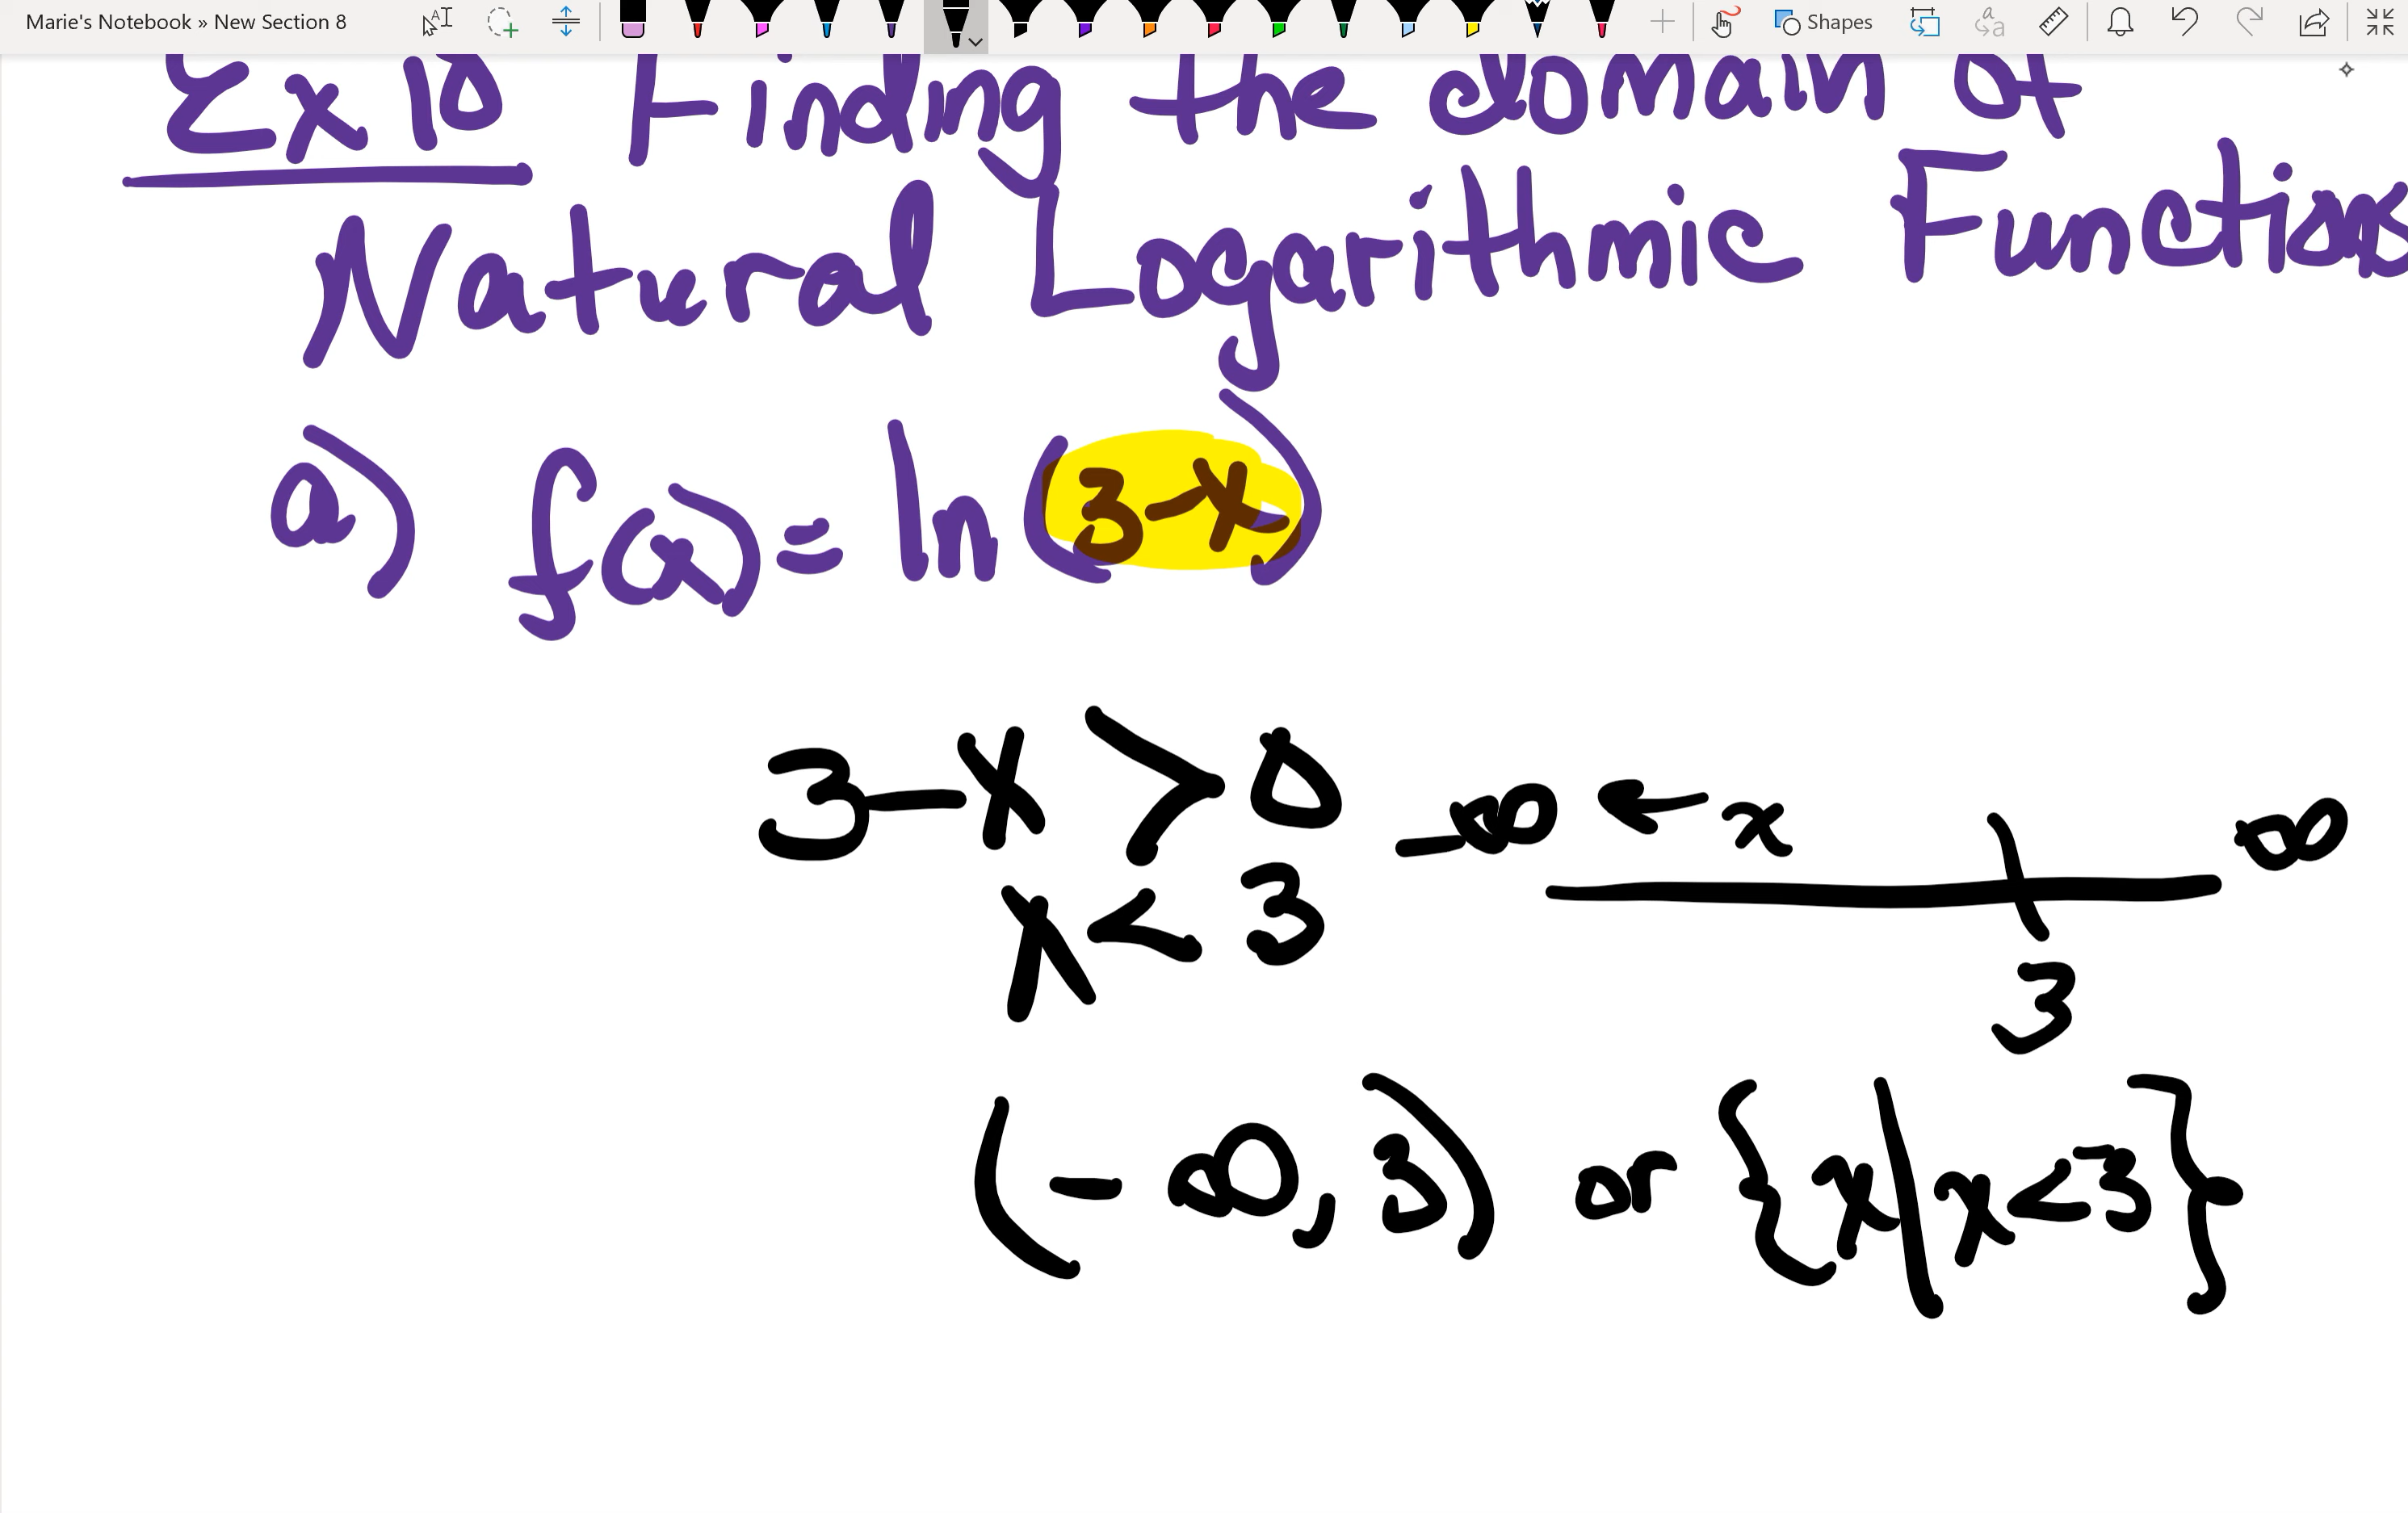 Marie's Notebook » New Section 8
Shapes
Ex 10 Finding the domain of
Natural Logarithmic Functions
a) f(x) = ln(3-x)
3-x > 0
-∞ ← x ∞
x < 3
3
(-∞, 3) or {x|x<3}